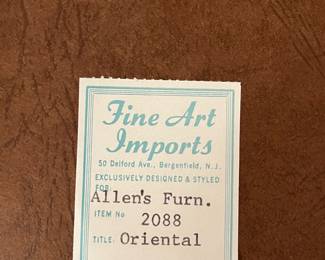 Fine Art
Imports
50 Delford Ave., Bergenfield, N. J.
EXCLUSIVELY DESIGNED & STYLED
FOR:
Allen's Furn.
ITEM No 2088
TITLE: Oriental